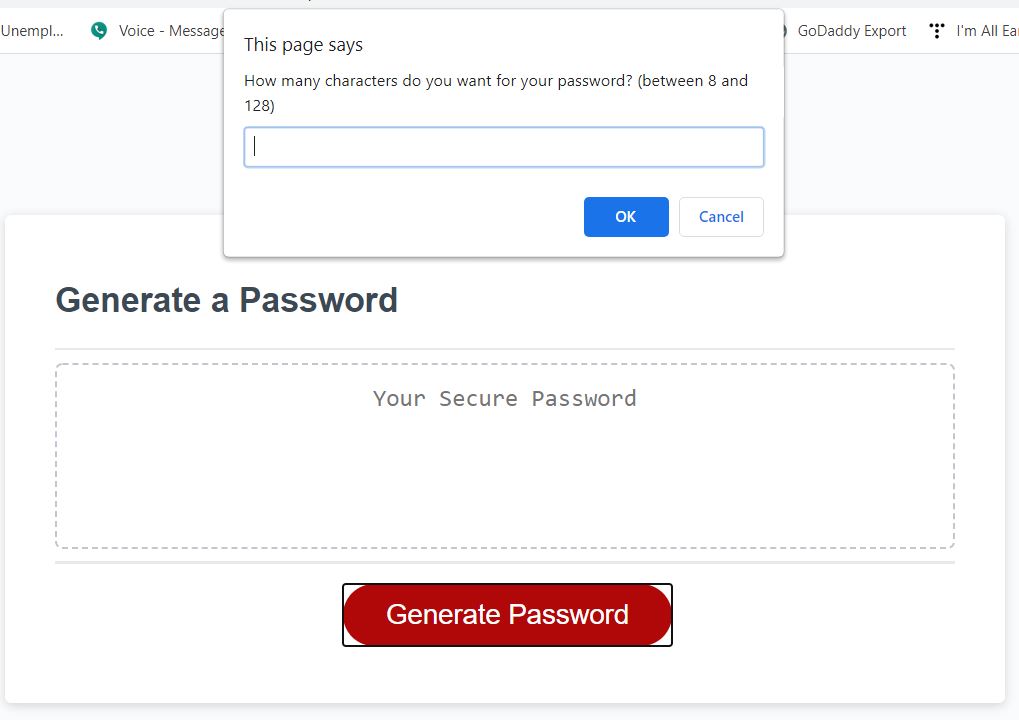 Unempl...
Voice - Message
GoDaddy Export
I'm All Ea
This page says
How many characters do you want for your password? (between 8 and
128)
OK
Cancel
Generate a Password
Your Secure Password
Generate Password